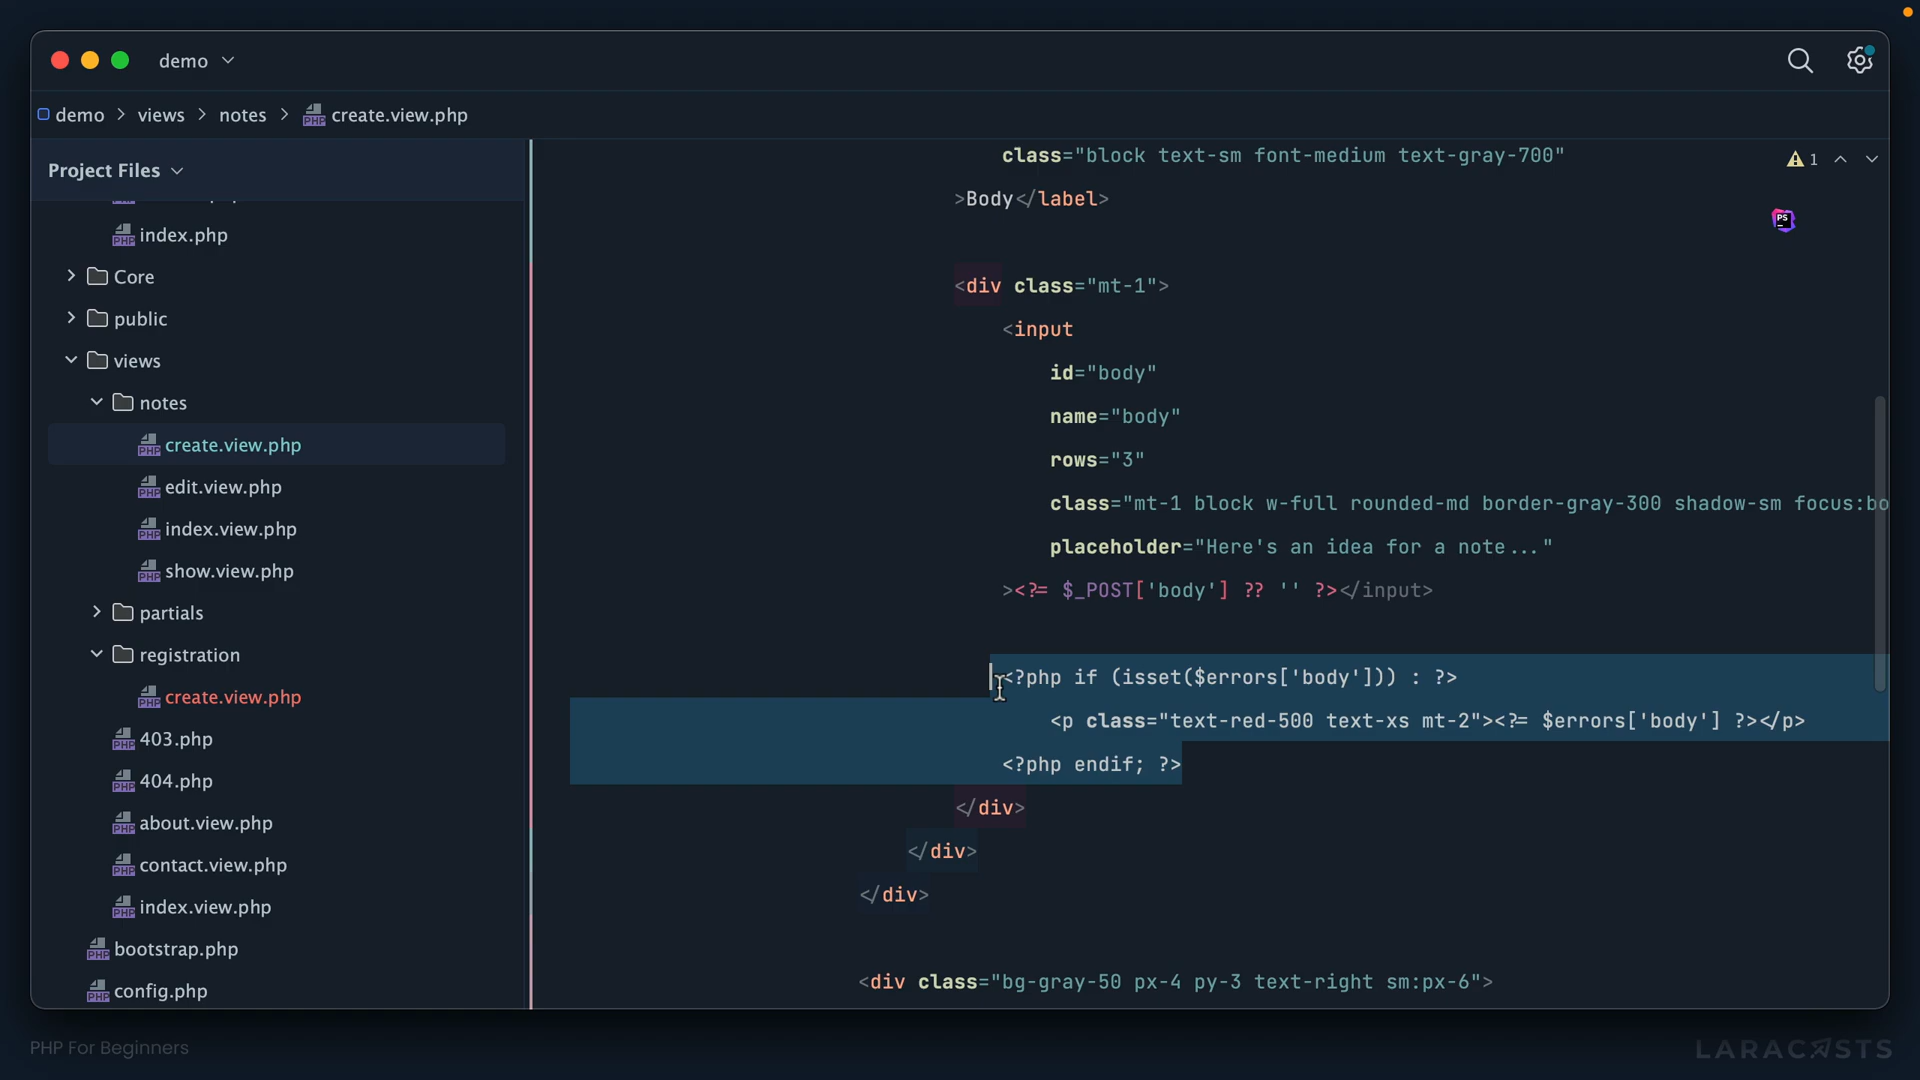 demo
demo > views > notes > create.view.php
Project Files
index.php
Core
public
views
notes
create.view.php
edit.view.php
index.view.php
show.view.php
partials
registration
create.view.php
403.php
404.php
about.view.php
contact.view.php
index.view.php
bootstrap.php
config.php
class="block text-sm font-medium text-gray-700"
>Body</label>
<div class="mt-1">
<input
id="body"
name="body"
rows="3"
class="mt-1 block w-full rounded-md border-gray-300 shadow-sm focus:bo
placeholder="Here's an idea for a note..."
><?= $_POST['body'] ?? '' ?></input>
<?php if (isset($errors['body'])) : ?>
<p class="text-red-500 text-xs mt-2"><?= $errors['body'] ?></p>
<?php endif; ?>
</div>
</div>
</div>
<div class="bg-gray-50 px-4 py-3 text-right sm:px-6">
1
PS
PHP For Beginners
LARACASTS